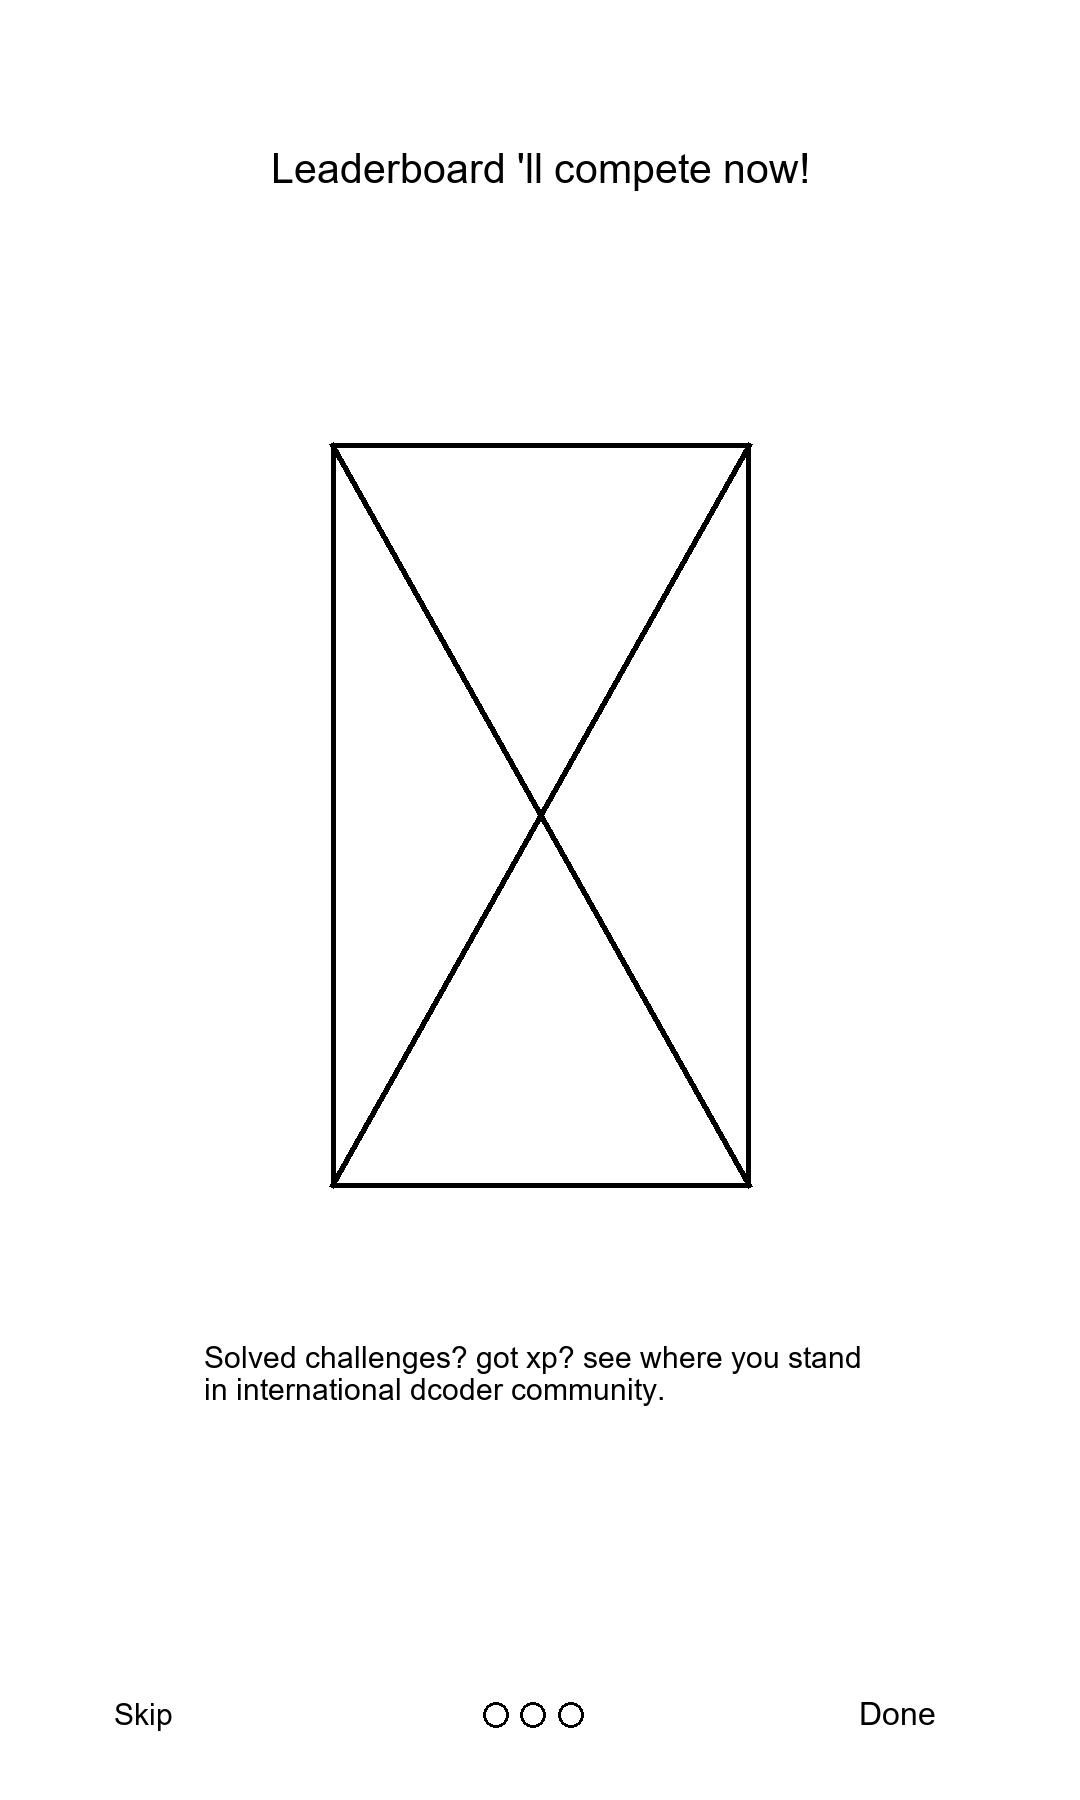 Leaderboard 'll compete now!
Solved challenges? got xp? see where you stand
in international dcoder community.
Skip
Done